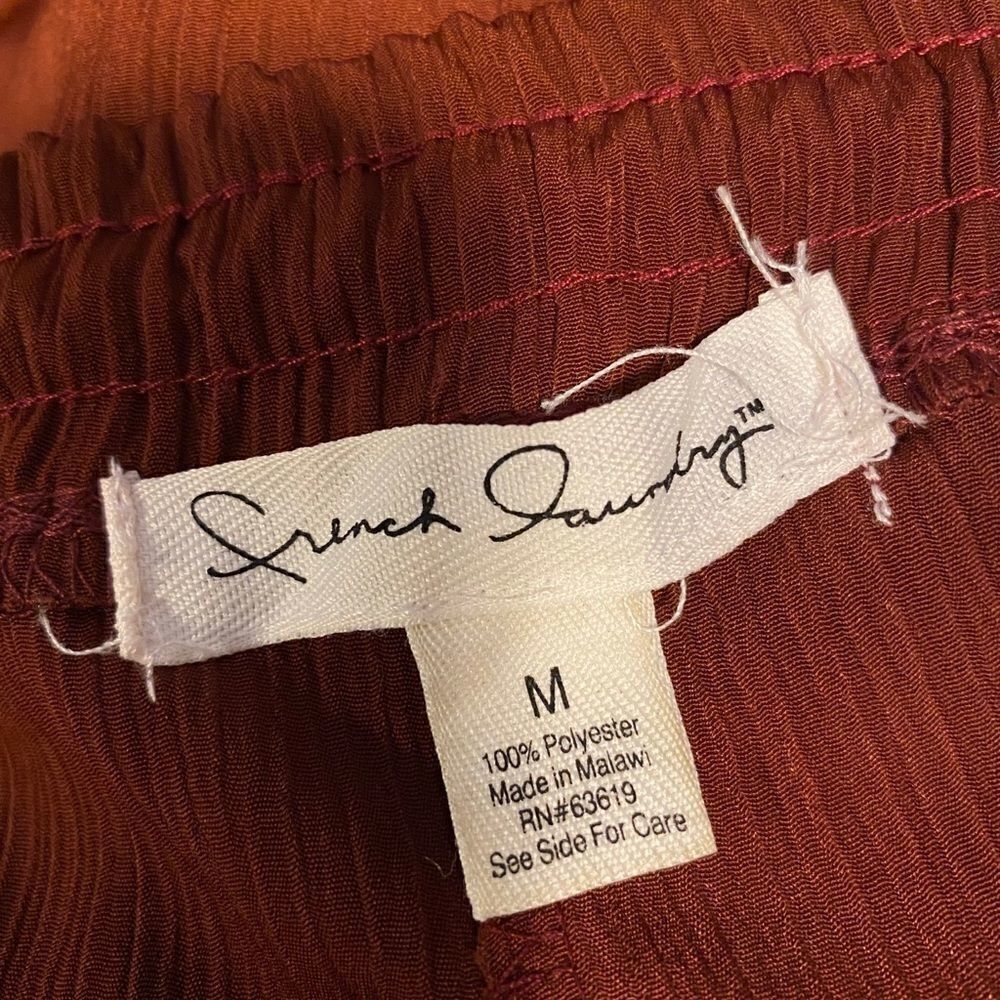 French Laundry™
M
100% Polyester
Made in Malawi
RN#63619
See Side For Care